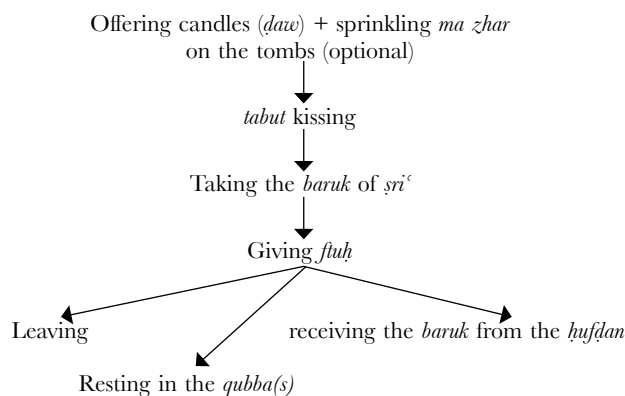 Offering candles (ḍaw) + sprinkling ma zhar
on the tombs (optional)
tabut kissing
Taking the baruk of ṣriʿ
Giving ftuḥ
Leaving
receiving the baruk from the ḥufḍan
Resting in the qubba(s)